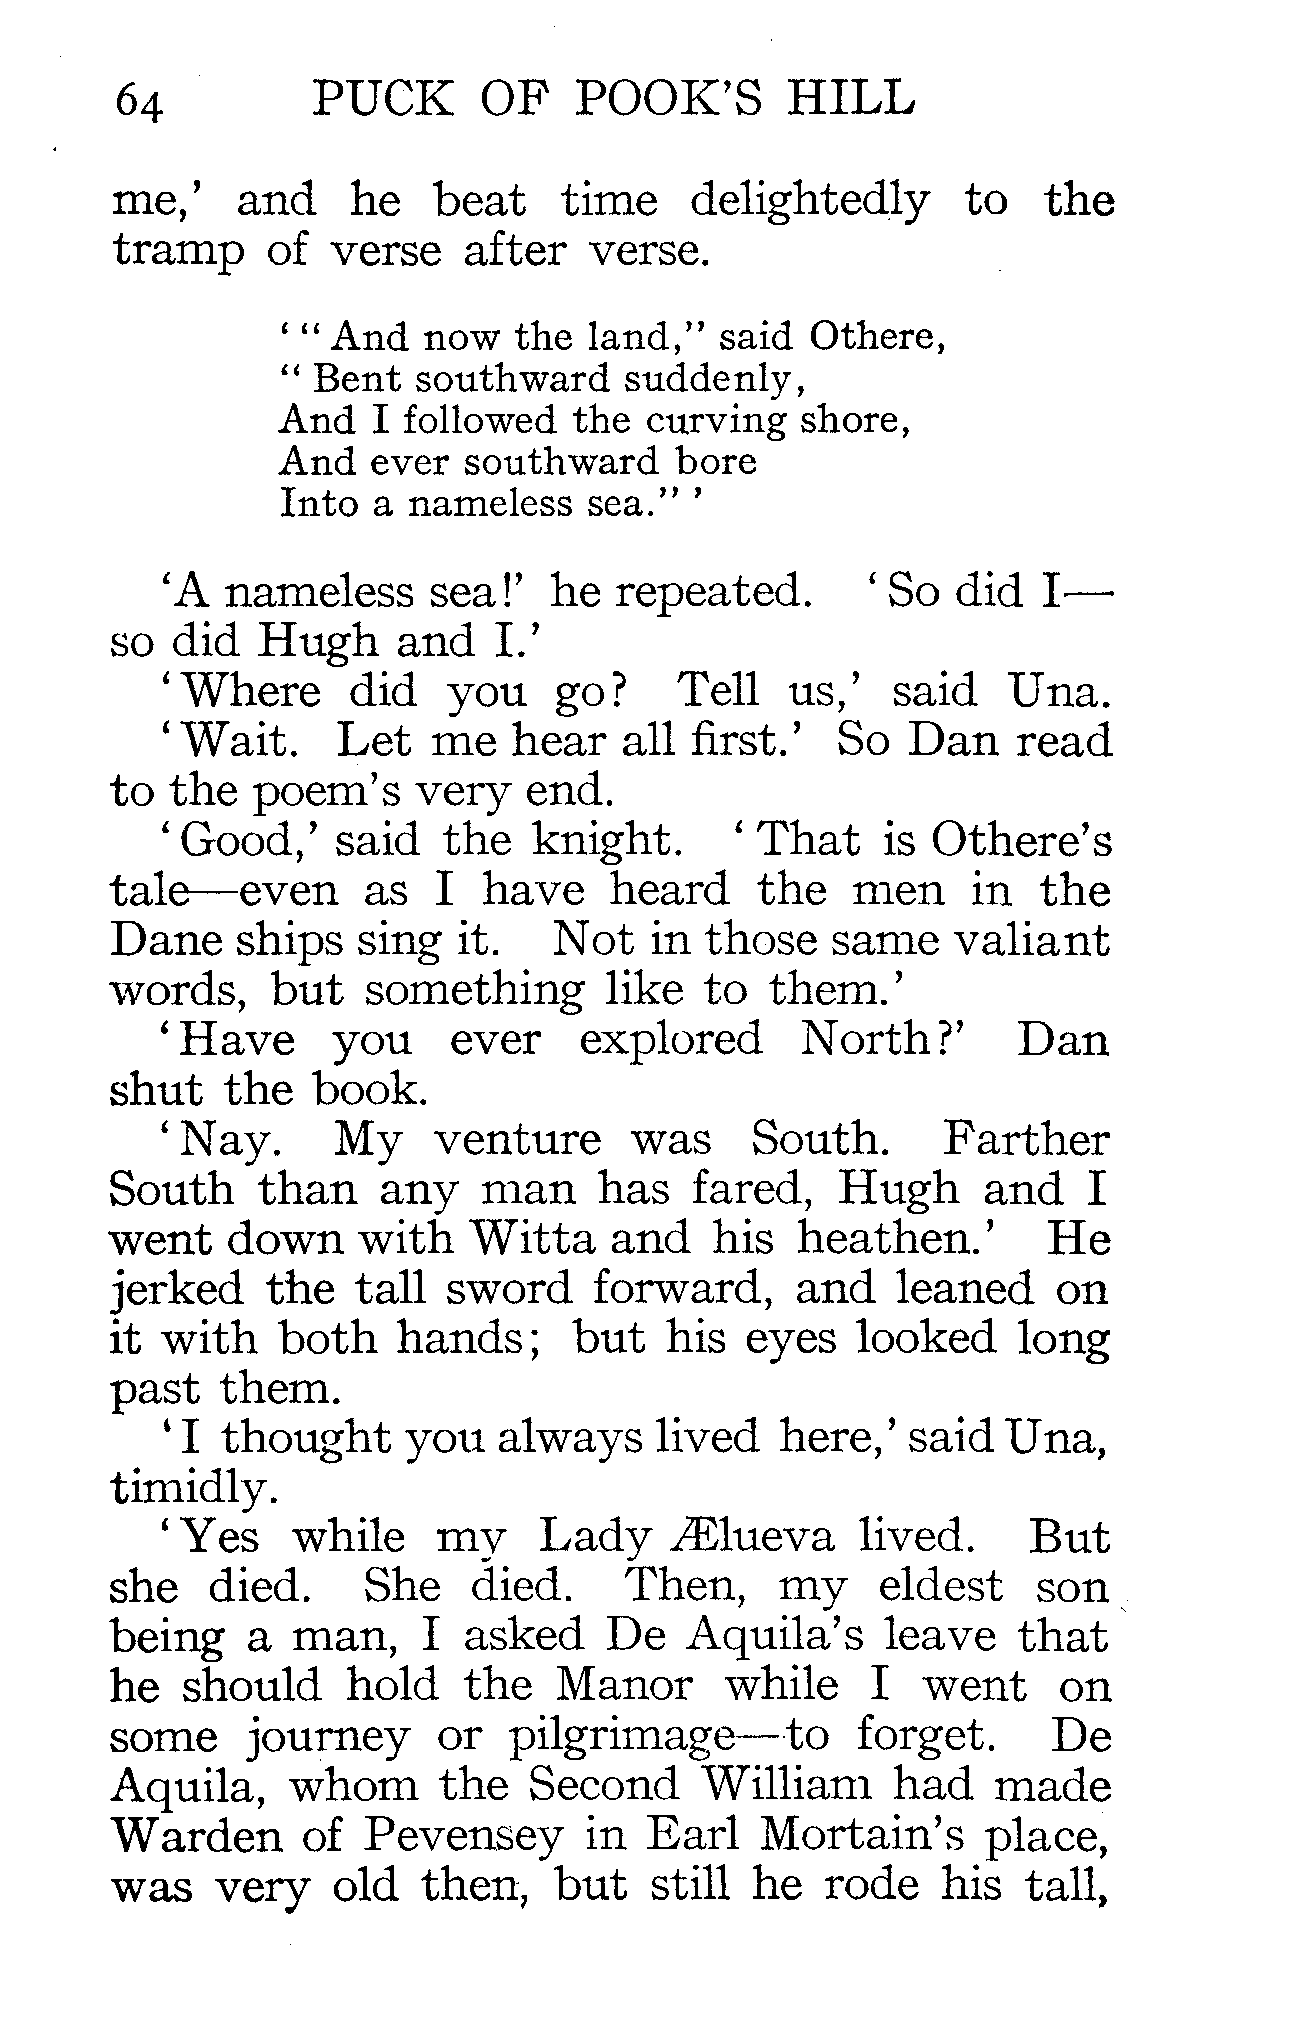 64 PUCK OF POOK'S HILL
me,' and he beat time delightedly to the
tramp of verse after verse.
' " And now the land," said Othere,
" Bent southward suddenly,
And I followed the curving shore,
And ever southward bore
Into a nameless sea." '
'A nameless sea!' he repeated. 'So did I—
so did Hugh and I.'
'Where did you go? Tell us,' said Una.
'Wait. Let me hear all first.' So Dan read
to the poem's very end.
'Good,' said the knight. 'That is Othere's
tale—even as I have heard the men in the
Dane ships sing it. Not in those same valiant
words, but something like to them.'
'Have you ever explored North?' Dan
shut the book.
'Nay. My venture was South. Farther
South than any man has fared, Hugh and I
went down with Witta and his heathen.' He
jerked the tall sword forward, and leaned on
it with both hands; but his eyes looked long
past them.
'I thought you always lived here,' said Una,
timidly.
'Yes while my Lady Ælueva lived. But
she died. She died. Then, my eldest son
being a man, I asked De Aquila's leave that
he should hold the Manor while I went on
some journey or pilgrimage—to forget. De
Aquila, whom the Second William had made
Warden of Pevensey in Earl Mortain's place,
was very old then, but still he rode his tall,